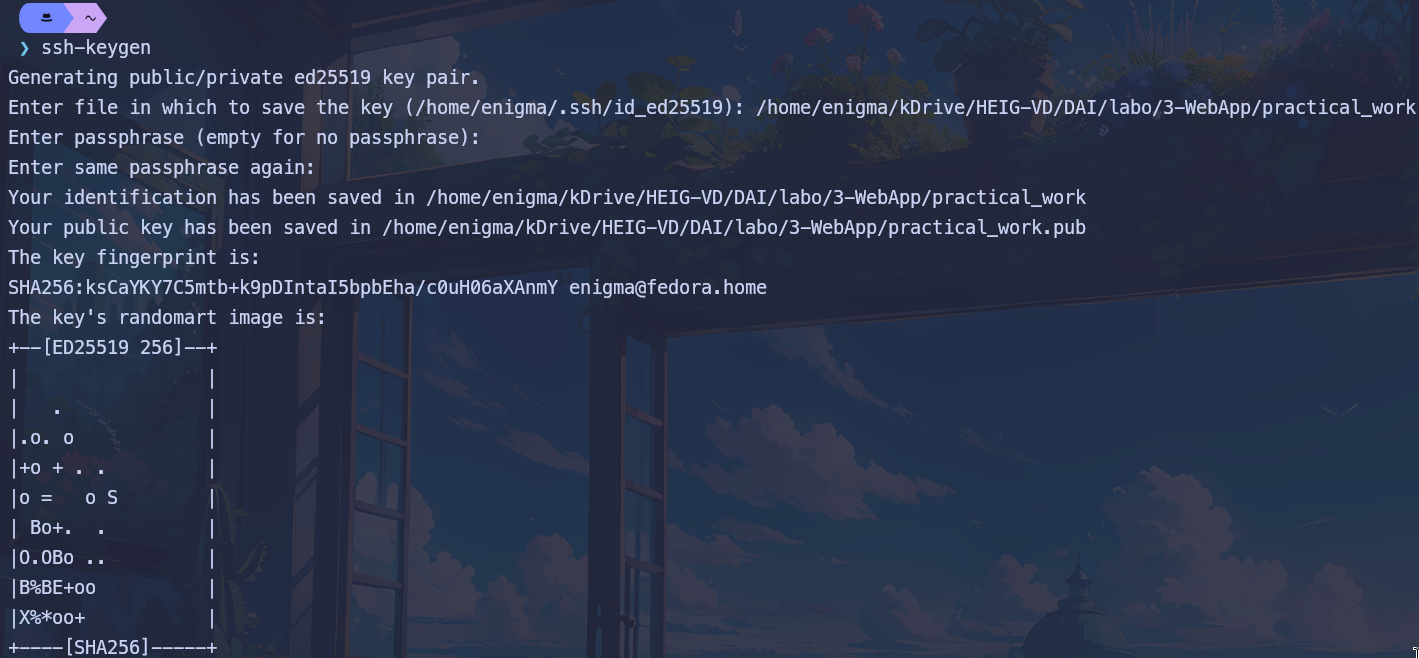 ~
❯ ssh-keygen
Generating public/private ed25519 key pair.
Enter file in which to save the key (/home/enigma/.ssh/id_ed25519): /home/enigma/kDrive/HEIG-VD/DAI/labo/3-WebApp/practical_work
Enter passphrase (empty for no passphrase):
Enter same passphrase again:
Your identification has been saved in /home/enigma/kDrive/HEIG-VD/DAI/labo/3-WebApp/practical_work
Your public key has been saved in /home/enigma/kDrive/HEIG-VD/DAI/labo/3-WebApp/practical_work.pub
The key fingerprint is:
SHA256:ksCaYKY7C5mtb+k9pDIntaI5bpbEha/c0uH06aXAnmY enigma@fedora.home
The key's randomart image is:
+--[ED25519 256]--+
|                 |
|   .             |
|.o. o            |
|+o + . .         |
|o =   o S        |
| Bo+.  .         |
|O.OBo ..         |
|B%BE+oo          |
|X%*oo+           |
+----[SHA256]-----+